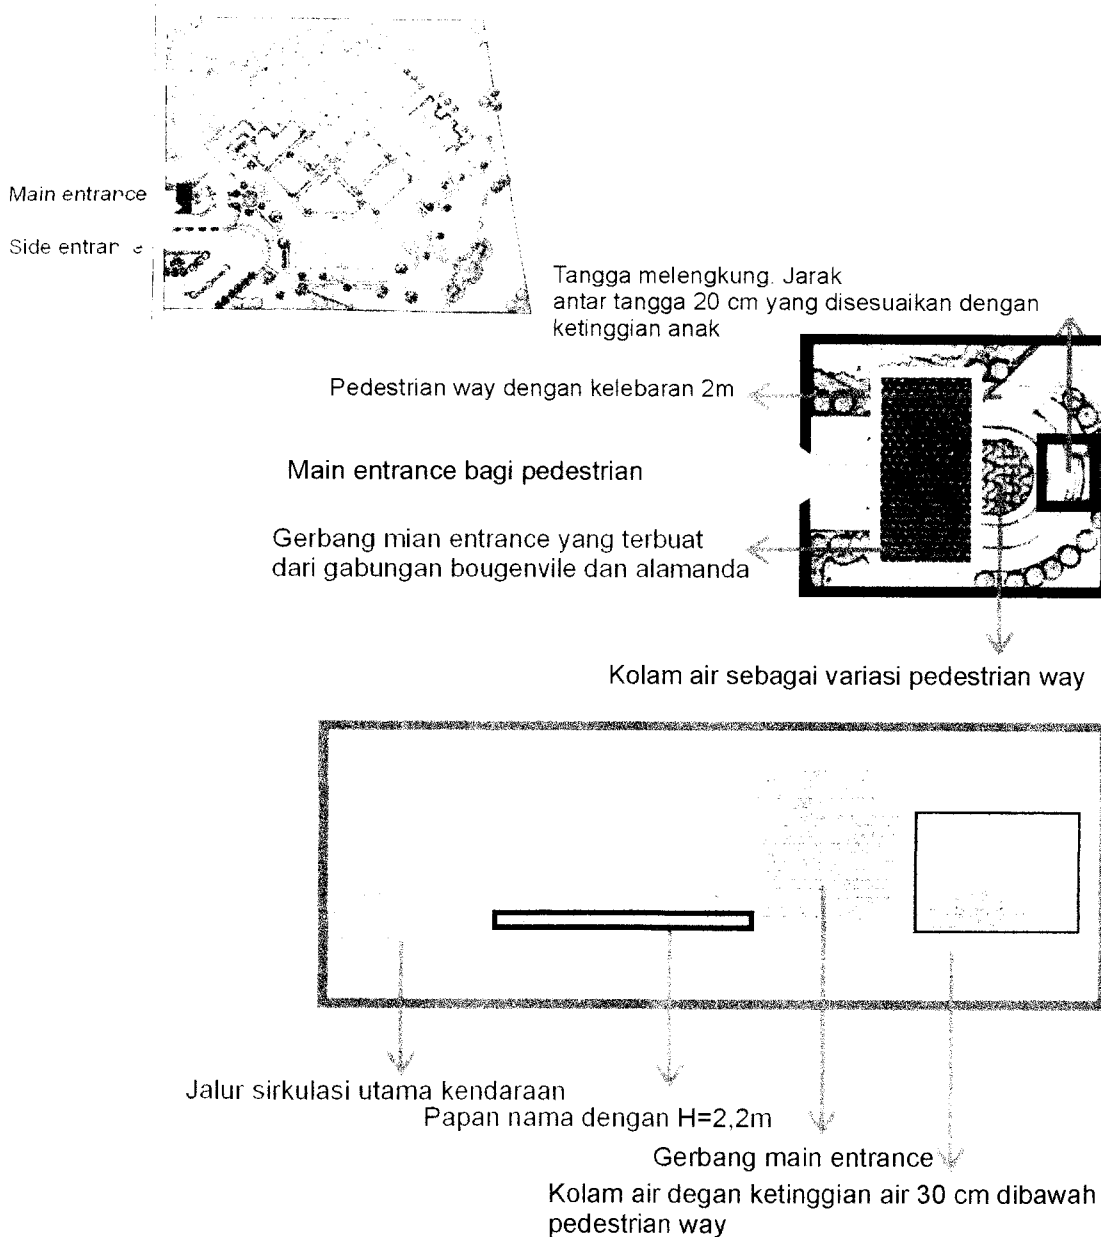 Main entrance
Side entrance
Tangga melengkung. Jarak
antar tangga 20 cm yang disesuaikan dengan
ketinggian anak
Pedestrian way dengan kelebaran 2m
Main entrance bagi pedestrian
Gerbang mian entrance yang terbuat
dari gabungan bougenvile dan alamanda
Kolam air sebagai variasi pedestrian way
Jalur sirkulasi utama kendaraan
Papan nama dengan H=2,2m
Gerbang main entrance
Kolam air degan ketinggian air 30 cm dibawah
pedestrian way